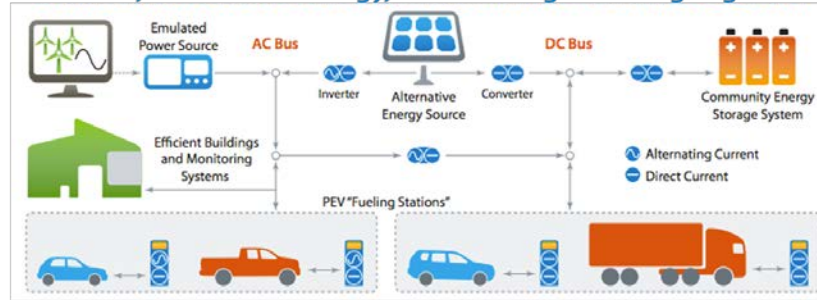 Emulated
Power Source
AC Bus
DC Bus
Inverter
Alternative
Energy Source
Converter
Community Energy
Storage System
Efficient Buildings
and Monitoring
Systems
Alternating Current
Direct Current
PEV "Fueling Stations"